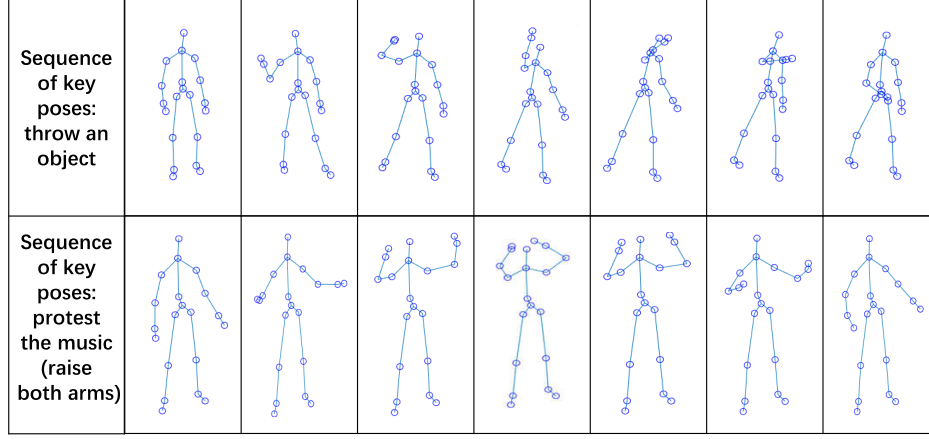 Sequence
of key
poses:
throw an
object
Sequence
of key
poses:
protest
the music
(raise
both arms)